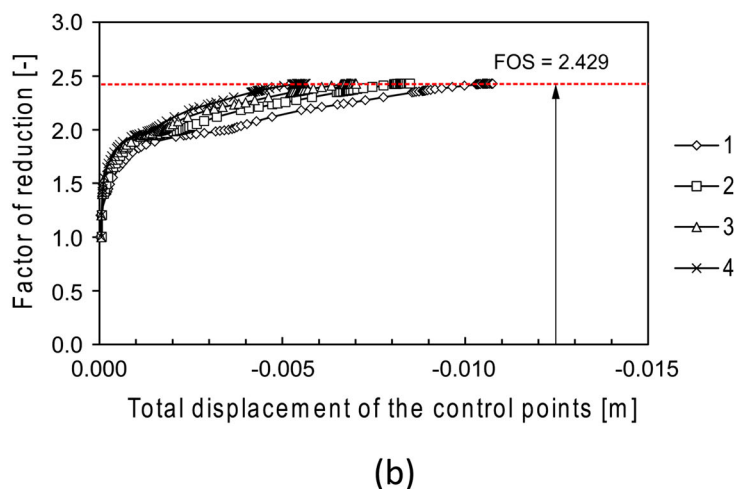 3.0
2.5
2.0
1.5
1.0
0.5
0.0
Factor of reduction [-]
FOS = 2.429
1
2
3
4
0.000 -0.005 -0.010 -0.015
Total displacement of the control points [m]
(b)